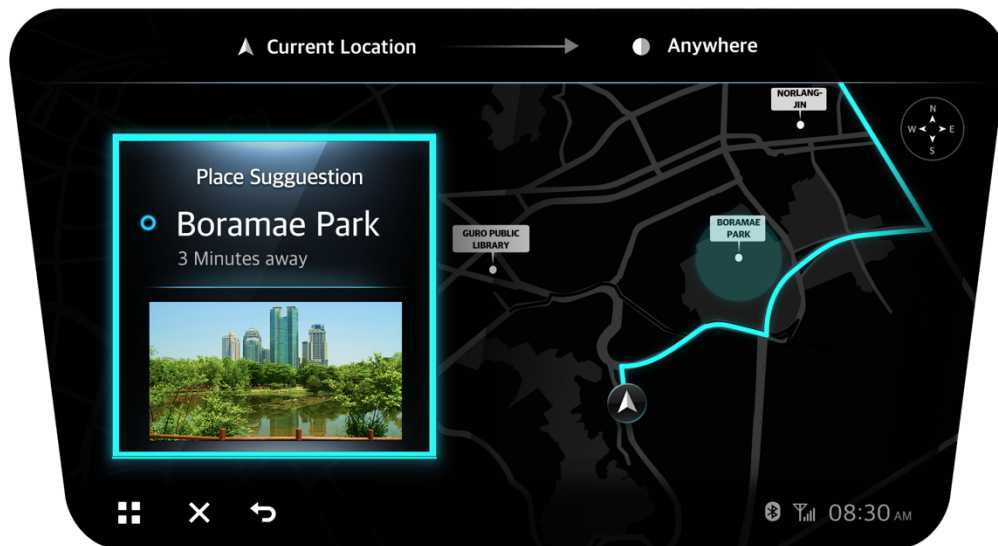 Current Location
Anywhere
NORLANG-
JIN
N
W E
S
Place Sugguestion
Boramae Park
3 Minutes away
GURO PUBLIC
LIBRARY
BORAMAE
PARK
08:30 AM